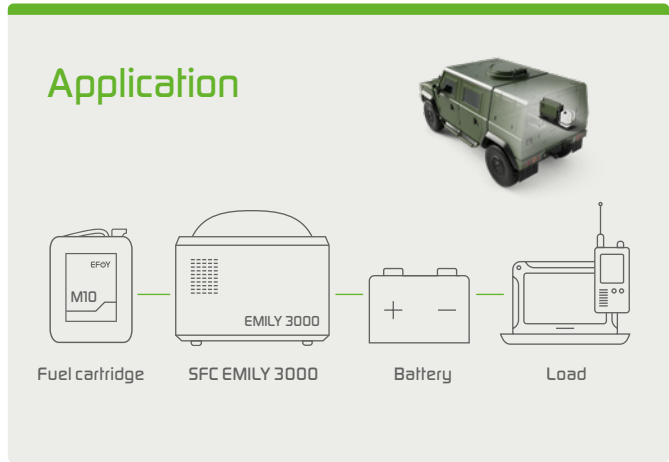 Application
EFOY
M10
EMILY 3000
+ −
Fuel cartridge
SFC EMILY 3000
Battery
Load